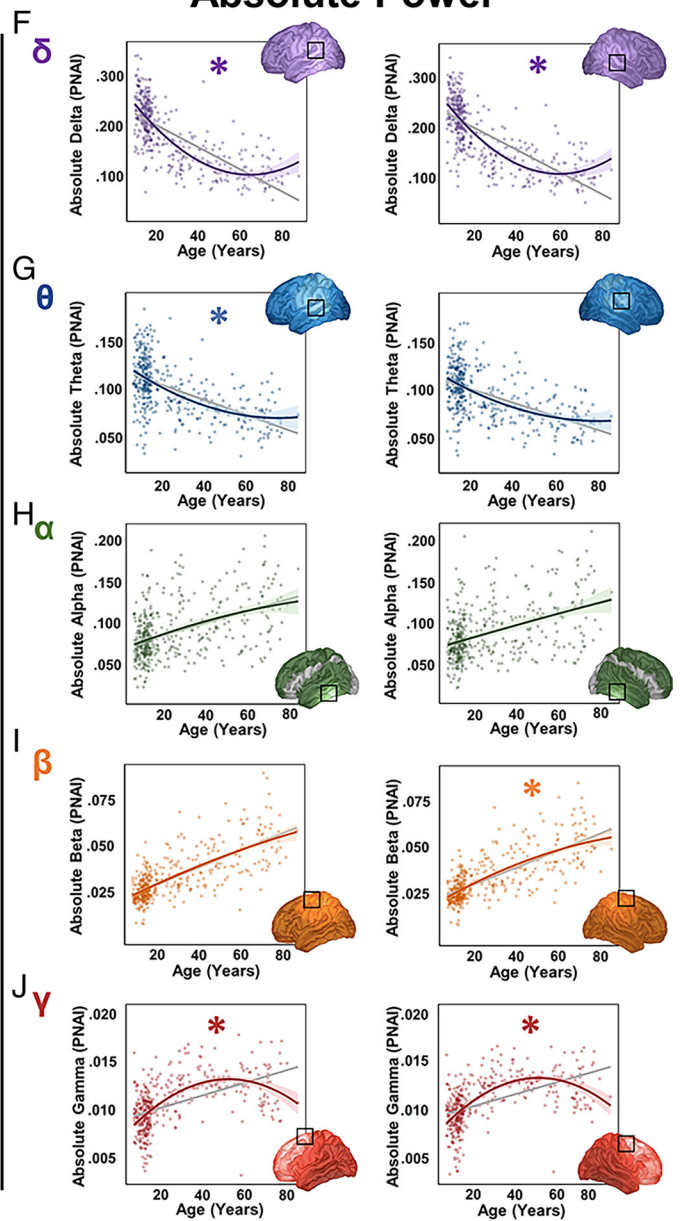 Absolute Power
F
δ
Absolute Delta (PNAI)
.300
.200
.100
*
20 40 60 80
Age (Years)
Absolute Delta (PNAI)
.300
.200
.100
*
20 40 60 80
Age (Years)
G
θ
Absolute Theta (PNAI)
.150
.100
.050
*
20 40 60 80
Age (Years)
Absolute Theta (PNAI)
.150
.100
.050
20 40 60 80
Age (Years)
H
α
Absolute Alpha (PNAI)
.200
.150
.100
.050
20 40 60 80
Age (Years)
Absolute Alpha (PNAI)
.200
.150
.100
.050
20 40 60 80
Age (Years)
I
β
Absolute Beta (PNAI)
.075
.050
.025
20 40 60 80
Age (Years)
Absolute Beta (PNAI)
.075
.050
.025
*
20 40 60 80
Age (Years)
J
γ
Absolute Gamma (PNAI)
.020
.015
.010
.005
*
20 40 60 80
Age (Years)
Absolute Gamma (PNAI)
.020
.015
.010
.005
*
20 40 60 80
Age (Years)